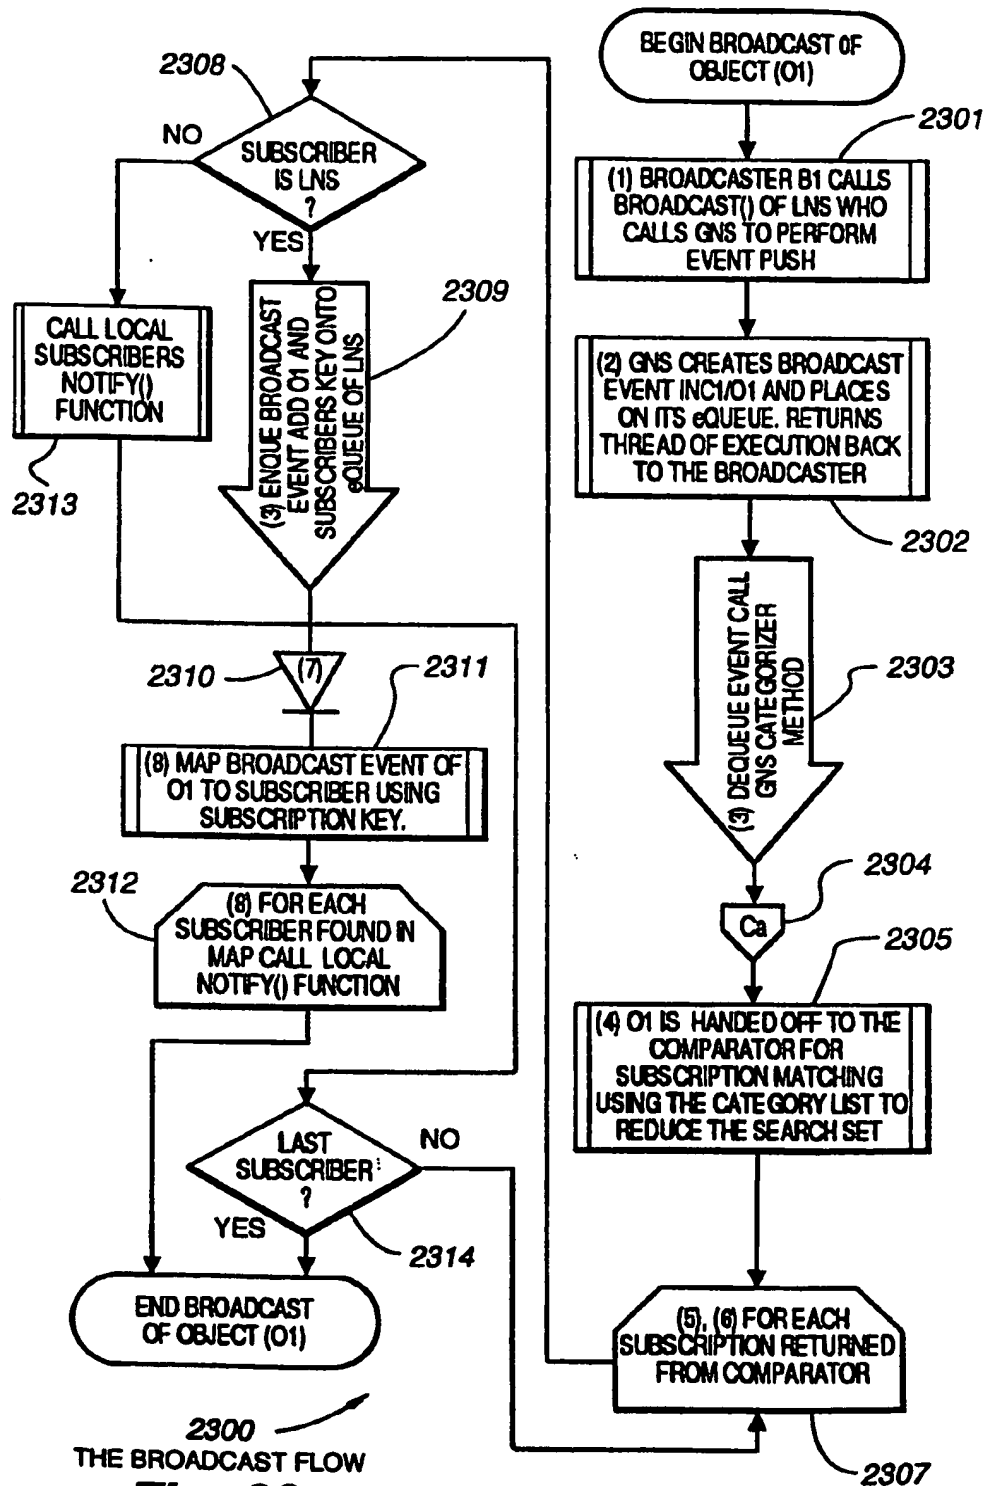 BEGIN BROADCAST OF
OBJECT (O1)
2301
(1) BROADCASTER B1 CALLS
BROADCAST() OF LNS WHO
CALLS GNS TO PERFORM
EVENT PUSH
(2) GNS CREATES BROADCAST
EVENT INC1/O1 AND PLACES
ON ITS eQUEUE. RETURNS
THREAD OF EXECUTION BACK
TO THE BROADCASTER
2302
(3) DEQUEUE EVENT CALL
GNS CATEGORIZER
METHOD
2303
2304
Ca
2305
(4) O1 IS HANDED OFF TO THE
COMPARATOR FOR
SUBSCRIPTION MATCHING
USING THE CATEGORY LIST TO
REDUCE THE SEARCH SET
(5), (6) FOR EACH
SUBSCRIPTION RETURNED
FROM COMPARATOR
2307
2308
NO
SUBSCRIBER
IS LNS
?
YES
2309
(3) ENQUE BROADCAST
EVENT ADD O1 AND
SUBSCRIBERS KEY ONTO
eQUEUE OF LNS
CALL LOCAL
SUBSCRIBERS
NOTIFY()
FUNCTION
2313
2310
(7)
2311
(8) MAP BROADCAST EVENT OF
O1 TO SUBSCRIBER USING
SUBSCRIPTION KEY.
2312
(8) FOR EACH
SUBSCRIBER FOUND IN
MAP CALL LOCAL
NOTIFY() FUNCTION
LAST
SUBSCRIBER
?
NO
YES
2314
END BROADCAST
OF OBJECT (O1)
2300
THE BROADCAST FLOW